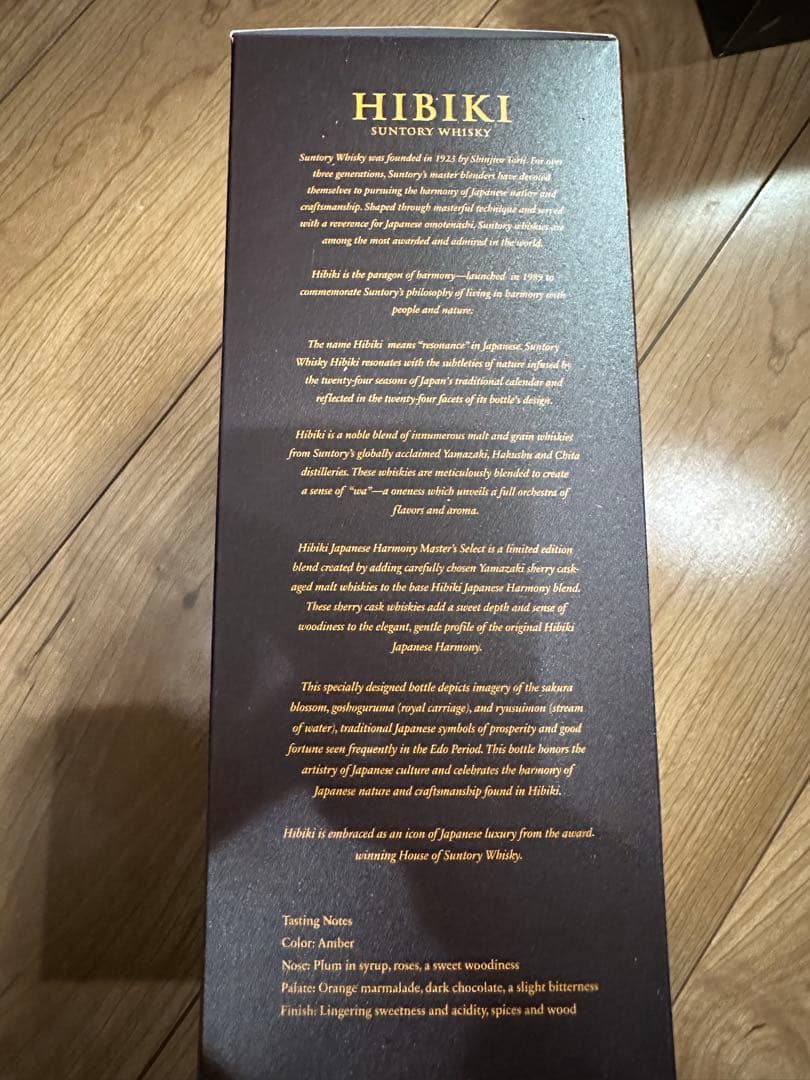 HIBIKI
SUNTORY WHISKY
Suntory Whisky was founded in 1923 by Shinjiro Torii. For over
three generations, Suntory's master blenders have devoted
themselves to pursuing the harmony of Japanese nature and
craftsmanship. Shaped through masterful technique and served
with a reverence for Japanese omotenashi, Suntory whiskies are
among the most awarded and admired in the world.
Hibiki is the paragon of harmony—launched in 1989 to
commemorate Suntory's philosophy of living in harmony with
people and nature.
The name Hibiki means "resonance" in Japanese. Suntory
Whisky Hibiki resonates with the subtleties of nature infused by
the twenty-four seasons of Japan's traditional calendar and
reflected in the twenty-four facets of its bottle's design.
Hibiki is a noble blend of innumerous malt and grain whiskies
from Suntory's globally acclaimed Yamazaki, Hakushu and Chita
distilleries. These whiskies are meticulously blended to create
a sense of "wa"—a oneness which unveils a full orchestra of
flavors and aroma.
Hibiki Japanese Harmony Master's Select is a limited edition
blend created by adding carefully chosen Yamazaki sherry cask-
aged malt whiskies to the base Hibiki Japanese Harmony blend.
These sherry cask whiskies add a sweet depth and sense of
woodiness to the elegant, gentle profile of the original Hibiki
Japanese Harmony.
This specially designed bottle depicts imagery of the sakura
blossom, goshoguruma (royal carriage), and ryusuimon (stream
of water), traditional Japanese symbols of prosperity and good
fortune seen frequently in the Edo Period. This bottle honors the
artistry of Japanese culture and celebrates the harmony of
Japanese nature and craftsmanship found in Hibiki.
Hibiki is embraced as an icon of Japanese luxury from the award-
winning House of Suntory Whisky.
Tasting Notes
Color: Amber
Nose: Plum in syrup, roses, a sweet woodiness
Palate: Orange marmalade, dark chocolate, a slight bitterness
Finish: Lingering sweetness and acidity, spices and wood